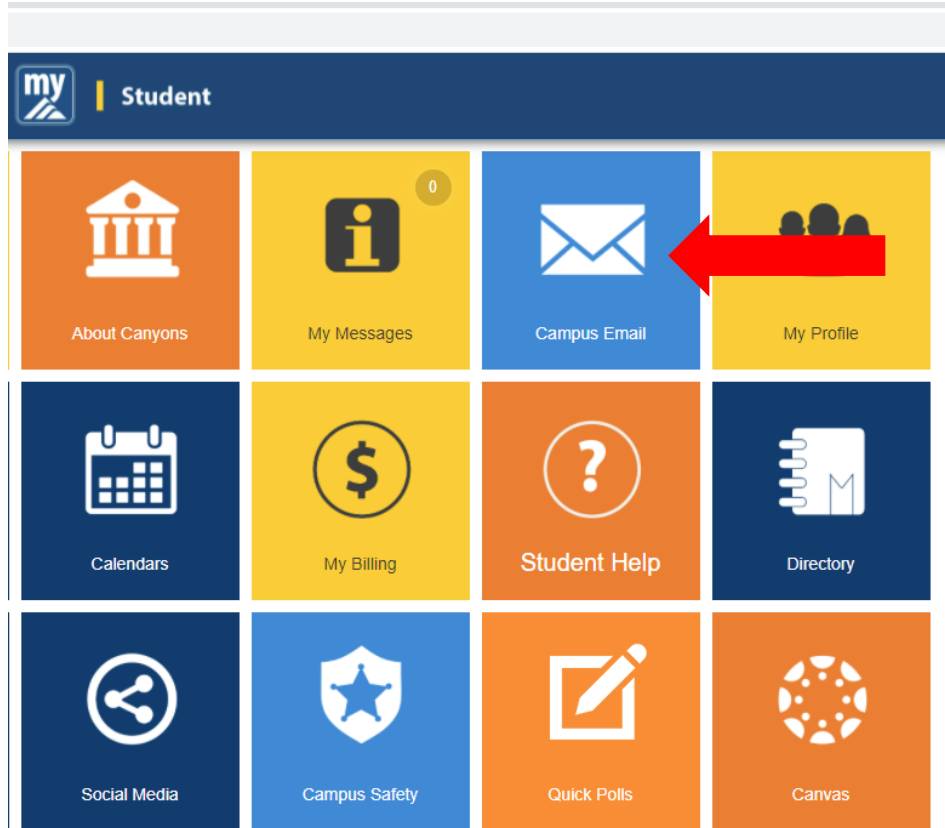 my | Student
0
About Canyons My Messages Campus Email My Profile
$ ? M
Calendars My Billing Student Help Directory
Social Media Campus Safety Quick Polls Canvas